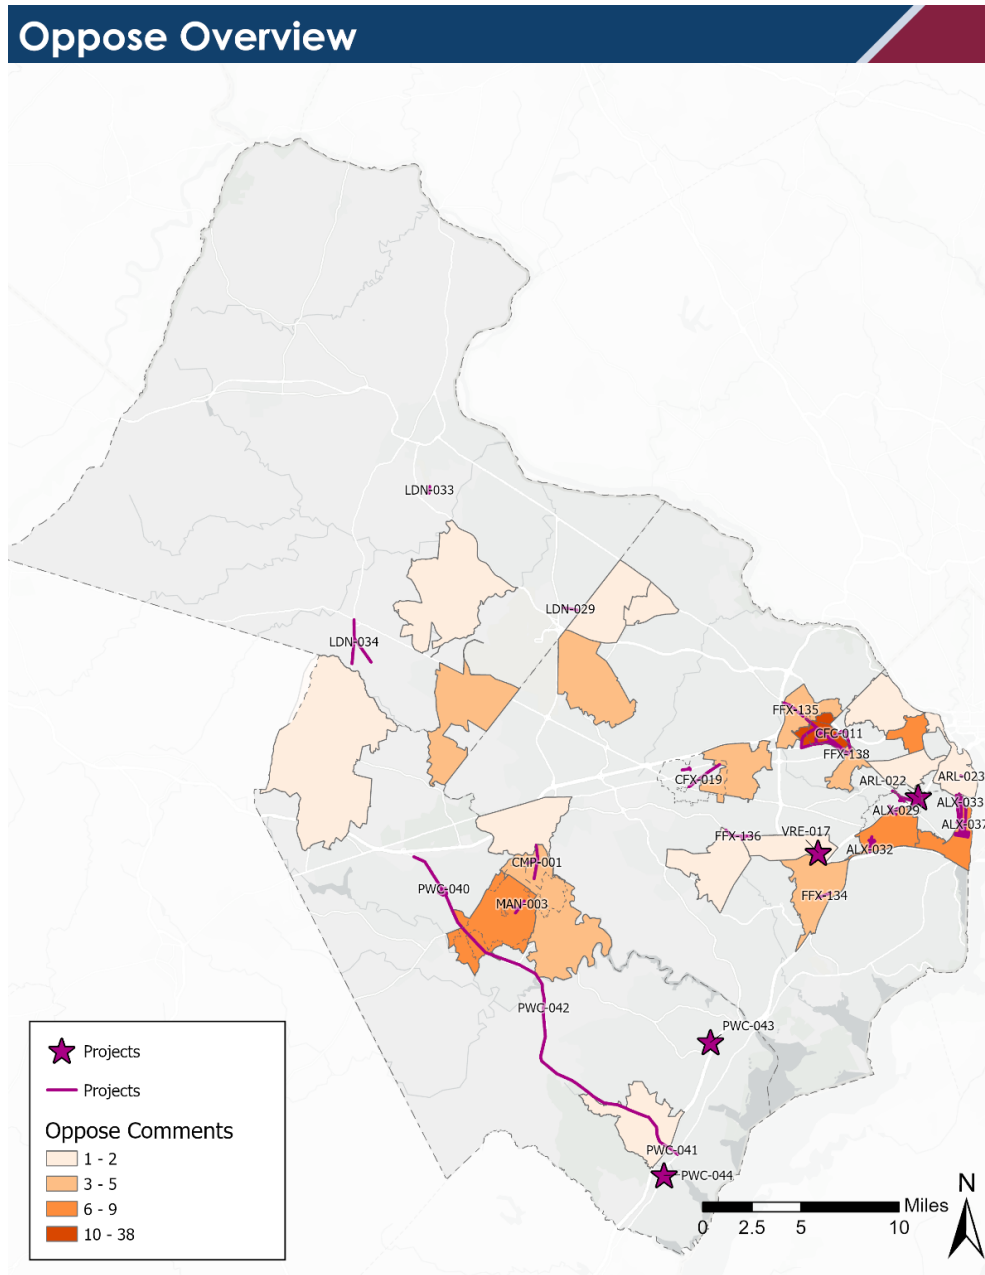 Oppose Overview
LDN-033
LDN-029
LDN-034
FFX-135
CFC-011
FFX-138
CFX-019
ARL-022
ARL-023
ALX-033
ALX-029
ALX-037
FFX-136
VRE-017
ALX-032
CMP-001
PWC-040
MAN-003
FFX-134
PWC-042
PWC-043
PWC-041
PWC-044
Projects
Projects
Oppose Comments
1 - 2
3 - 5
6 - 9
10 - 38
N
Miles
0 2.5 5 10